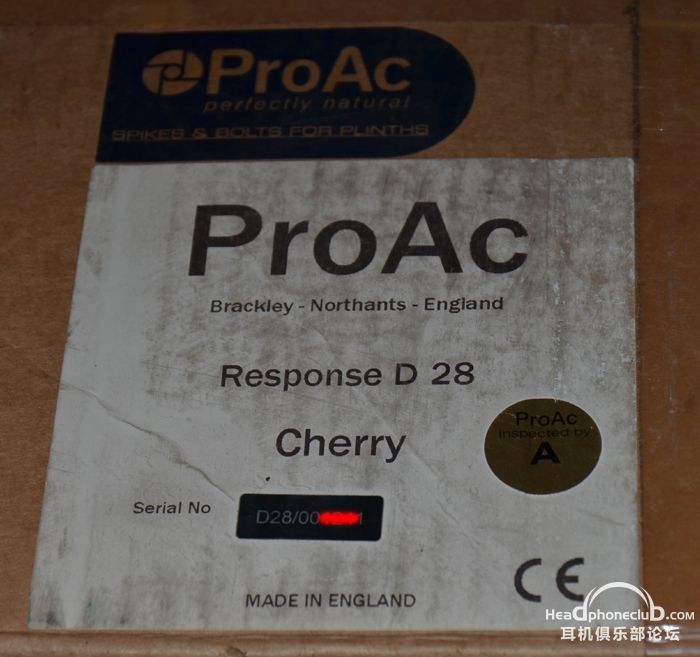 ProAc
perfectly natural
SPIKES & BOLTS FOR PLINTHS
ProAc
Brackley - Northants - England
Response D 28
Cherry
ProAc
Inspected by
A
Serial No
D28/00
MADE IN ENGLAND
CE
HeadphoneclubD.com
耳机俱乐部论坛